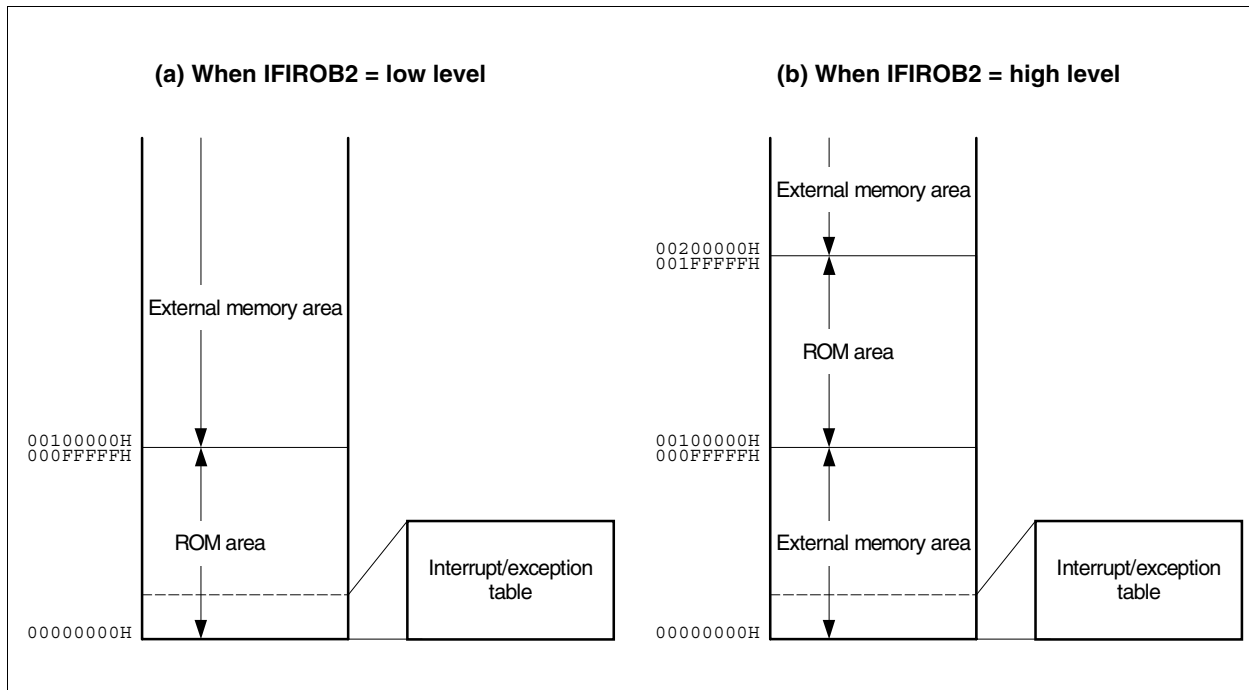 (a) When IFIROB2 = low level
External memory area
00100000H
000FFFFFH
ROM area
Interrupt/exception
table
00000000H
(b) When IFIROB2 = high level
External memory area
00200000H
001FFFFFH
ROM area
00100000H
000FFFFFH
External memory area
Interrupt/exception
table
00000000H